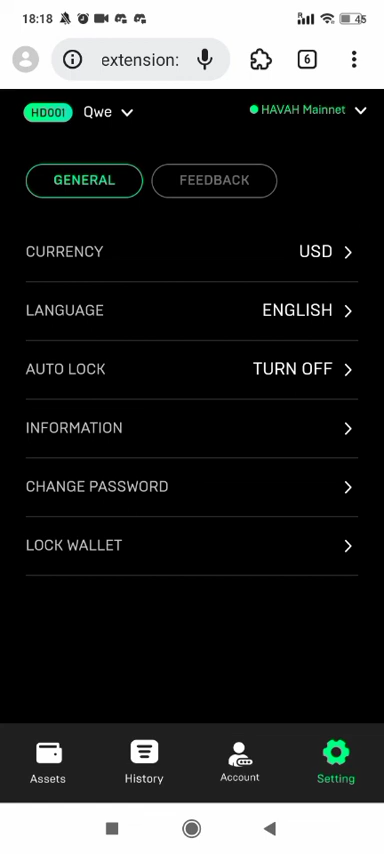 18:18 45
extension: 6
HD001 Qwe HAVAH Mainnet
GENERAL FEEDBACK
CURRENCY USD
LANGUAGE ENGLISH
AUTO LOCK TURN OFF
INFORMATION
CHANGE PASSWORD
LOCK WALLET
Assets History Account Setting